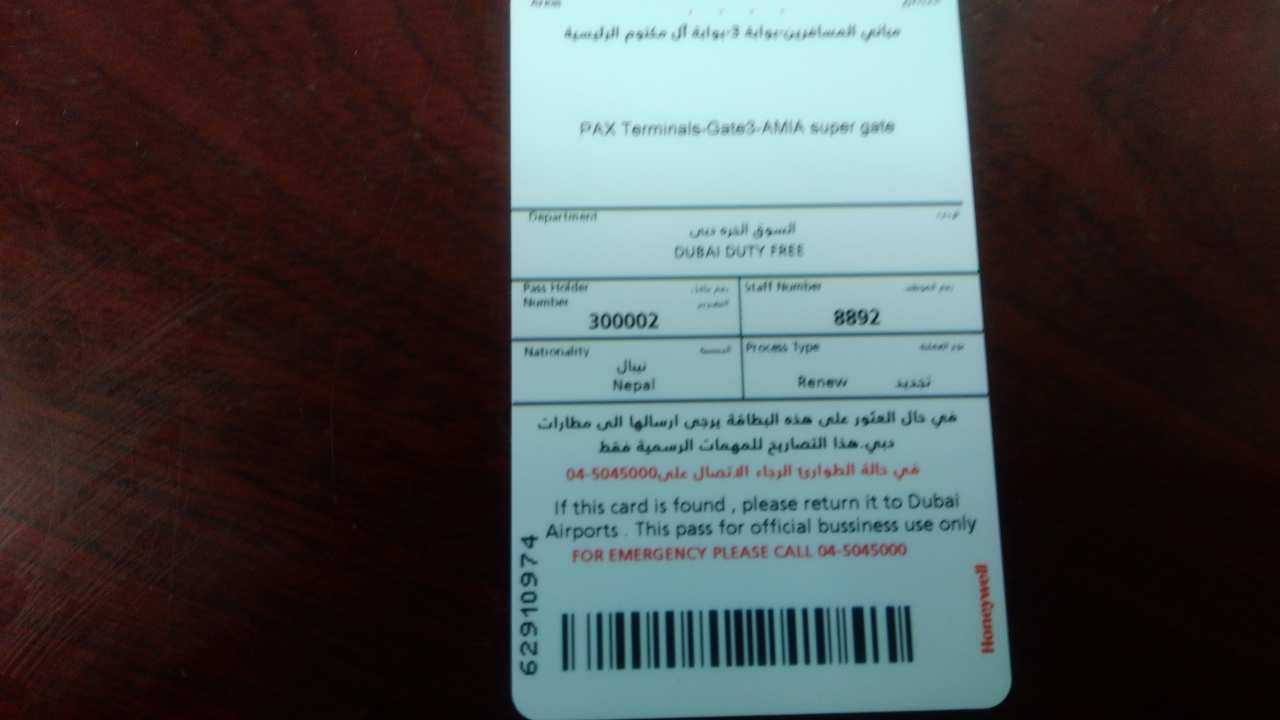 مباني المسافرين-بوابة 3-بوابة آل مكتوم الرئيسية
PAX Terminals-Gate3-AMIA super gate
Department
السوق الحره دبي
DUBAI DUTY FREE
Pass Holder Number
300002
Staff Number
8892
Nationality
الجنسية
نيبال
Nepal
Process Type
نوع العملية
Renew تجديد
في حال العثور على هذه البطاقة يرجى ارسالها الى مطارات
دبي.هذا التصاريح للمهمات الرسمية فقط
في حالة الطوارئ الرجاء الاتصال على04-5045000
If this card is found , please return it to Dubai
Airports . This pass for official bussiness use only
FOR EMERGENCY PLEASE CALL 04-5045000
62910974
Honeywell